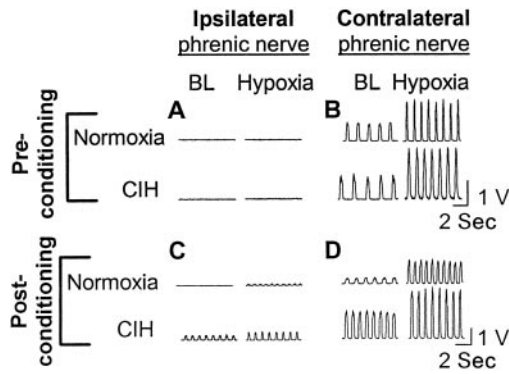 Ipsilateral Contralateral
phrenic nerve phrenic nerve
BL Hypoxia BL Hypoxia
A B
Pre-
conditioning
Normoxia
CIH
1 V
2 Sec
C D
Post-
conditioning
Normoxia
CIH
1 V
2 Sec